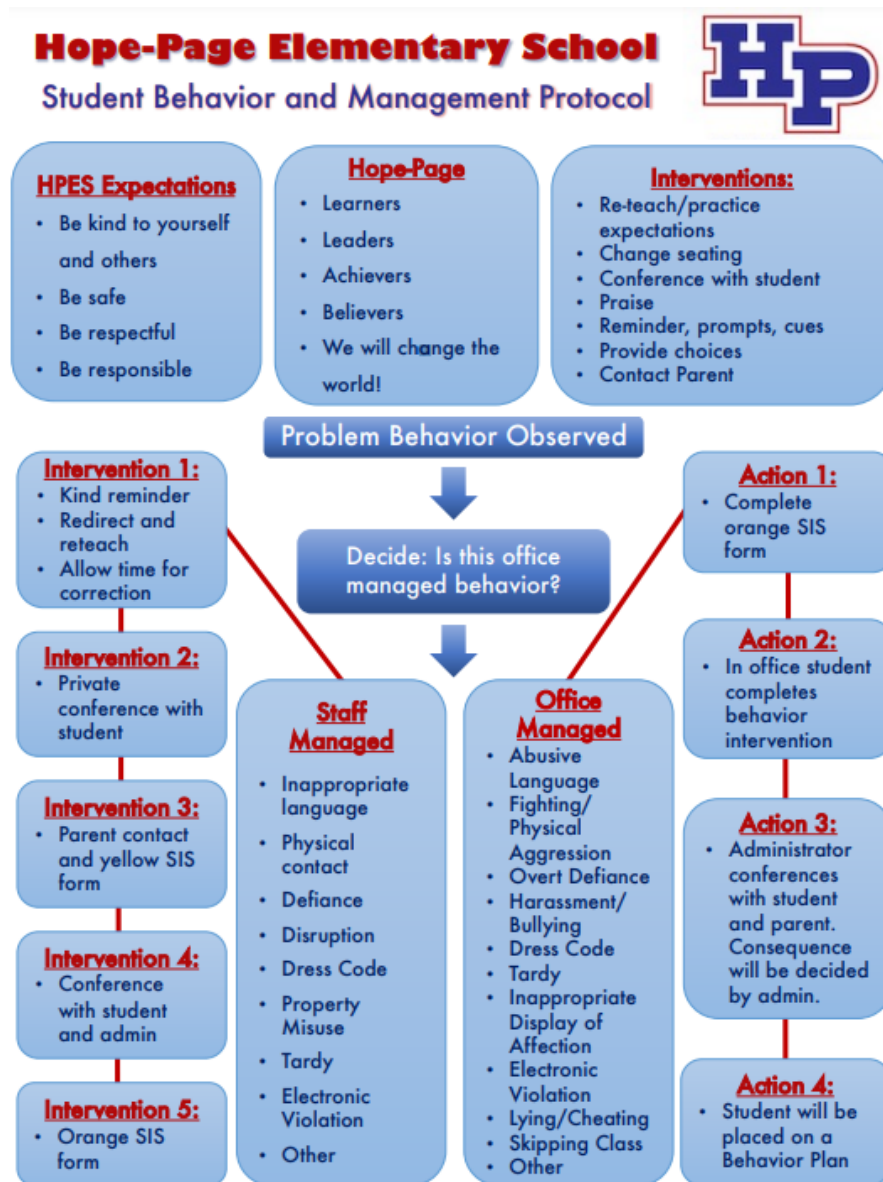 Hope-Page Elementary School
Student Behavior and Management Protocol
HP
HPES Expectations
• Be kind to yourself
and others
• Be safe
• Be respectful
• Be responsible
Hope-Page
• Learners
• Leaders
• Achievers
• Believers
• We will change the
world!
Interventions:
• Re-teach/practice
expectations
• Change seating
• Conference with student
• Praise
• Reminder, prompts, cues
• Provide choices
• Contact Parent
Problem Behavior Observed
Decide: Is this office
managed behavior?
Intervention 1:
• Kind reminder
• Redirect and
reteach
• Allow time for
correction
Intervention 2:
• Private
conference with
student
Intervention 3:
• Parent contact
and yellow SIS
form
Intervention 4:
• Conference
with student
and admin
Intervention 5:
• Orange SIS
form
Staff
Managed
• Inappropriate
language
• Physical
contact
• Defiance
• Disruption
• Dress Code
• Property
Misuse
• Tardy
• Electronic
Violation
• Other
Office
Managed
• Abusive
Language
• Fighting/
Physical
Aggression
• Overt Defiance
• Harassment/
Bullying
• Dress Code
• Tardy
• Inappropriate
Display of
Affection
• Electronic
Violation
• Lying/Cheating
• Skipping Class
• Other
Action 1:
• Complete
orange SIS
form
Action 2:
• In office student
completes
behavior
intervention
Action 3:
• Administrator
conferences
with student
and parent.
Consequence
will be decided
by admin.
Action 4:
• Student will be
placed on a
Behavior Plan